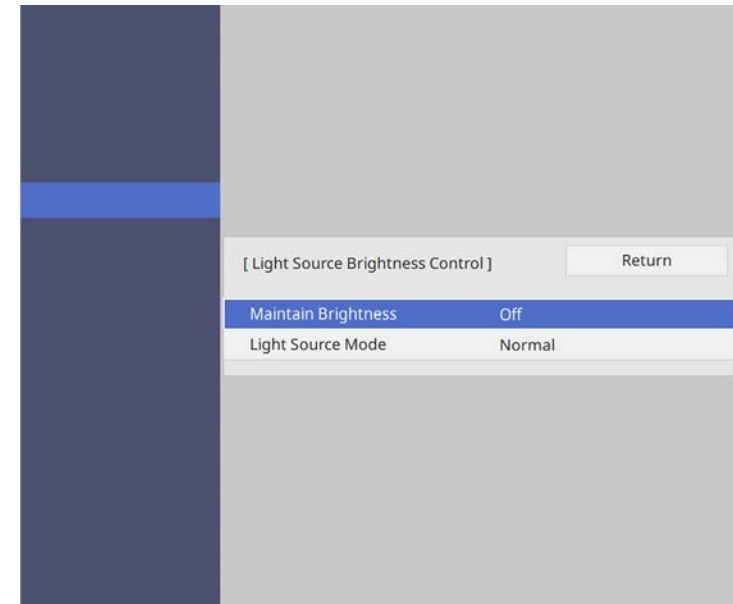 [ Light Source Brightness Control ] Return
Maintain Brightness Off
Light Source Mode Normal